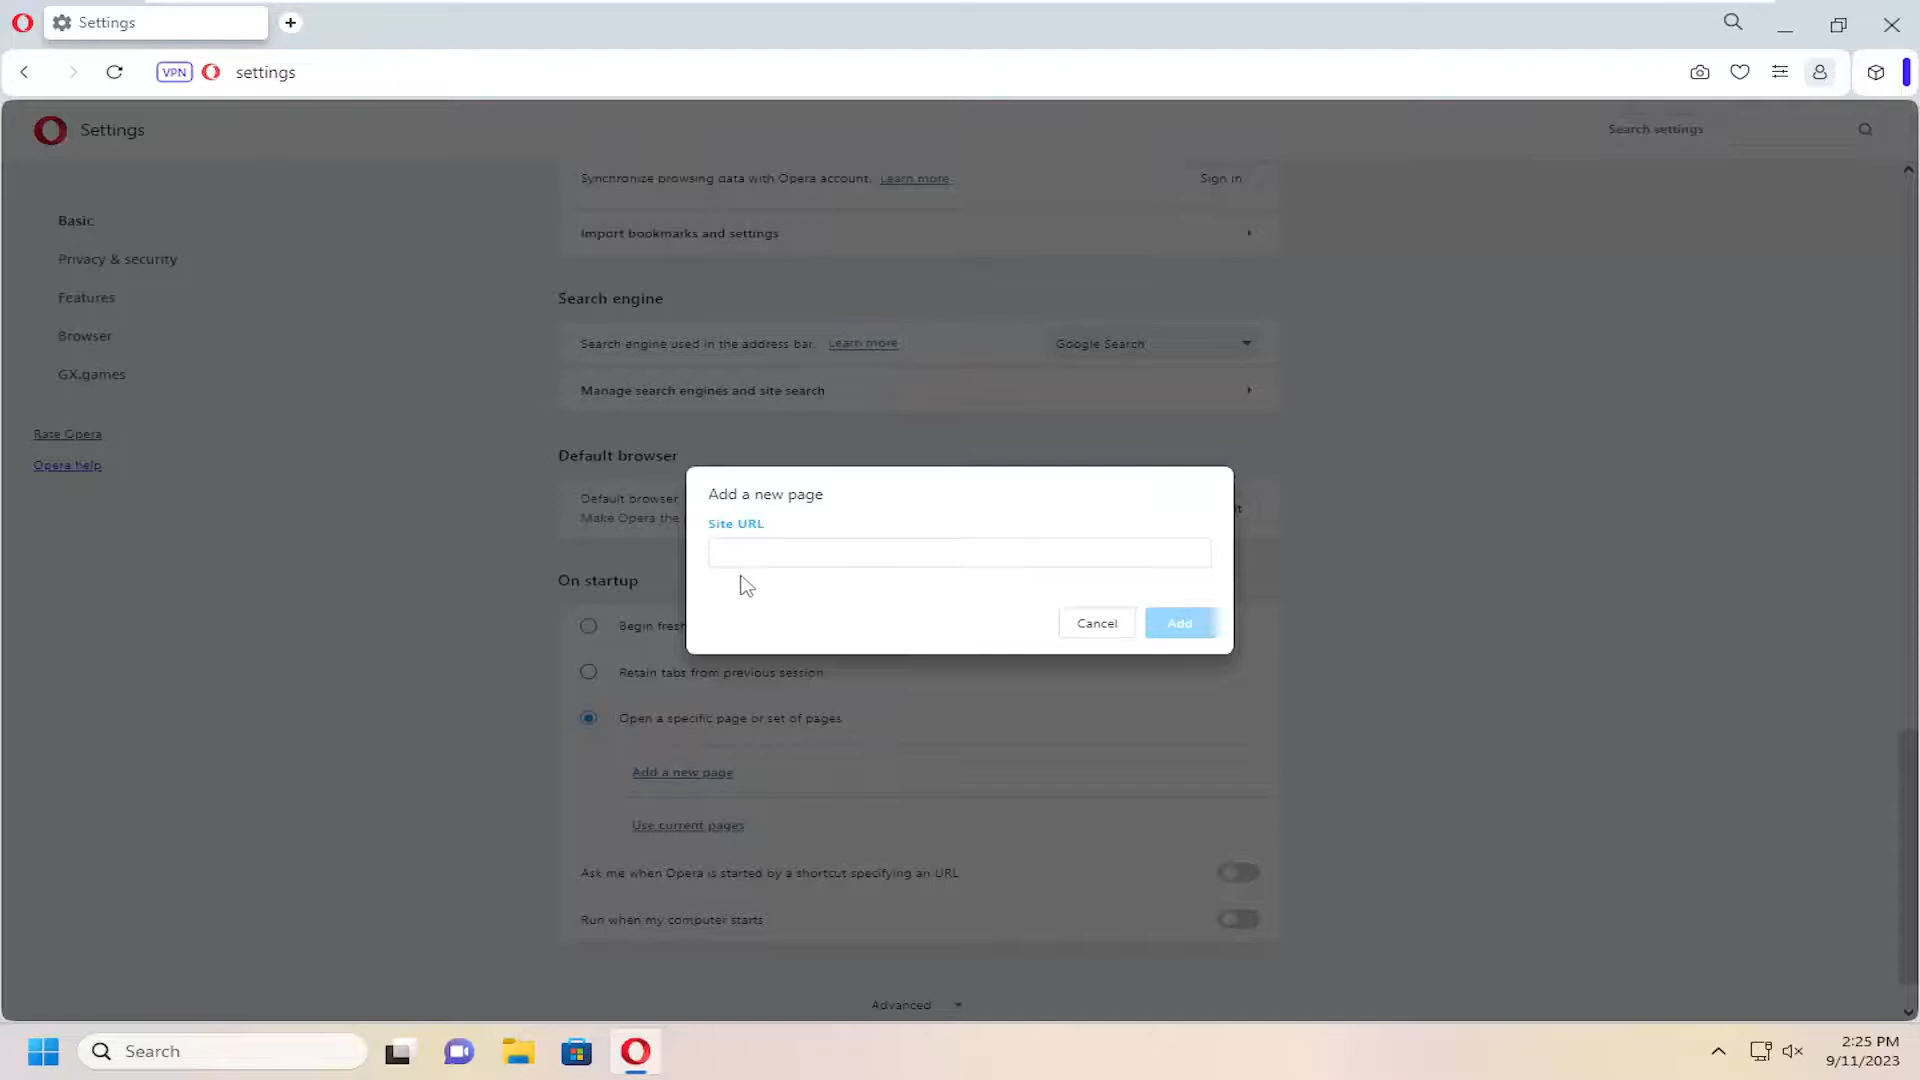 Settings
VPN
settings
Settings
Search settings
Synchronize browsing data with Opera account. Learn more
Sign in
Basic
Import bookmarks and settings
Privacy & security
Features
Search engine
Browser
Search engine used in the address bar. Learn more
Google Search
GX.games
Manage search engines and site search
Rate Opera
Opera help
Default browser
Default browser
Make Opera the
Add a new page
Site URL
Cancel
Add
On startup
Begin fresh
Retain tabs from previous session
Open a specific page or set of pages
Add a new page
Use current pages
Ask me when Opera is started by a shortcut specifying an URL
Run when my computer starts
Advanced
Search
2:25 PM
9/11/2023